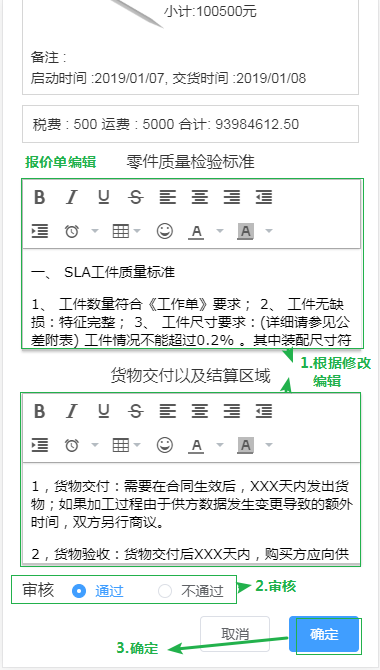 小计:100500元
备注 :
启动时间 :2019/01/07, 交货时间 :2019/01/08
税费 : 500 运费 : 5000 合计: 93984612.50
报价单编辑 零件质量检验标准
B I U S
A A
一、 SLA工件质量标准
1、 工件数量符合《工作单》要求； 2、 工件无缺
损：特征完整； 3、 工件尺寸要求：(详细请参见公
差附表) 工件情况不能超过0.2% 。其中装配尺寸符
1.根据修改
编辑
货物交付以及结算区域
B I U S
A A
1，货物交付：需要在合同生效后，XXX天内发出货
物；如果加工过程由于供方数据发生变更导致的额外
时间，双方另行商议。
2，货物验收：货物交付后XXX天内，购买方应向供
审核 通过 不通过 2.审核
取消 确定
3.确定